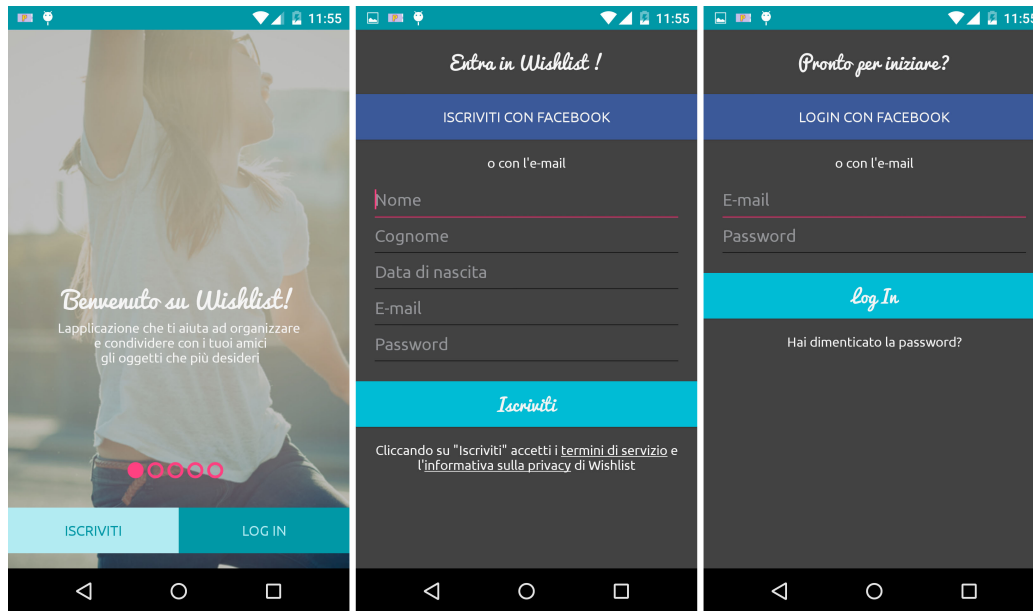 11:55
Benvenuto su Wishlist!
Lapplicazione che ti aiuta ad organizzare
e condividere con i tuoi amici
gli oggetti che più desideri
ISCRIVITI
LOG IN
11:55
Entra in Wishlist !
ISCRIVITI CON FACEBOOK
o con l'e-mail
Nome
Cognome
Data di nascita
E-mail
Password
Iscriviti
Cliccando su "Iscriviti" accetti i termini di servizio e
l'informativa sulla privacy di Wishlist
11:55
Pronto per iniziare?
LOGIN CON FACEBOOK
o con l'e-mail
E-mail
Password
Log In
Hai dimenticato la password?